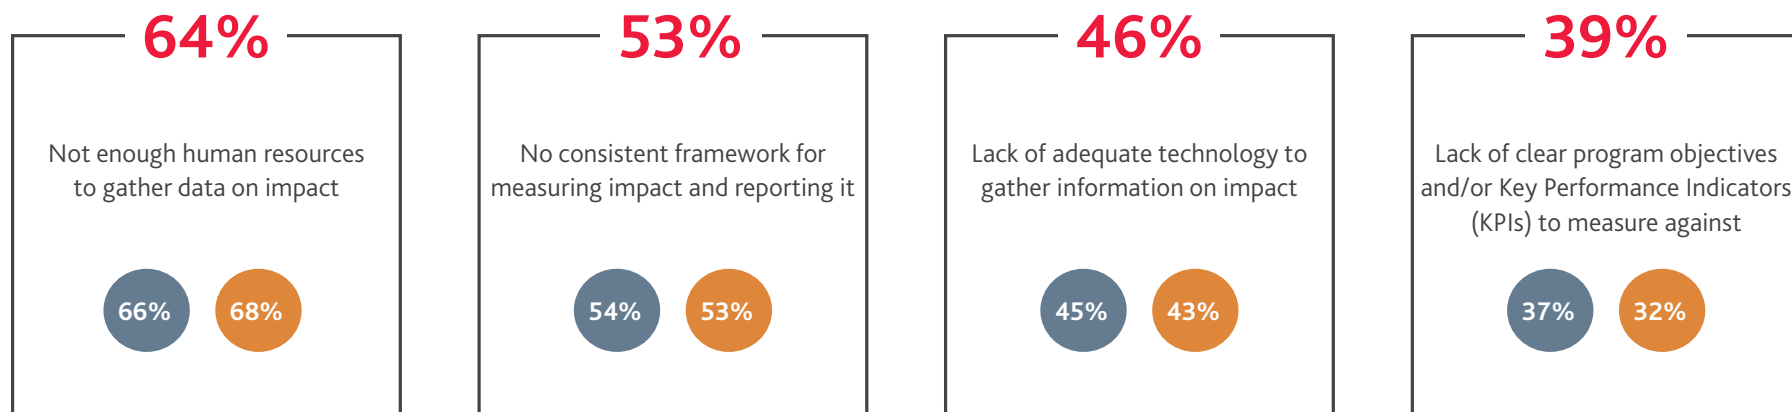 64%
Not enough human resources
to gather data on impact
66% 68%
53%
No consistent framework for
measuring impact and reporting it
54% 53%
46%
Lack of adequate technology to
gather information on impact
45% 43%
39%
Lack of clear program objectives
and/or Key Performance Indicators
(KPIs) to measure against
37% 32%